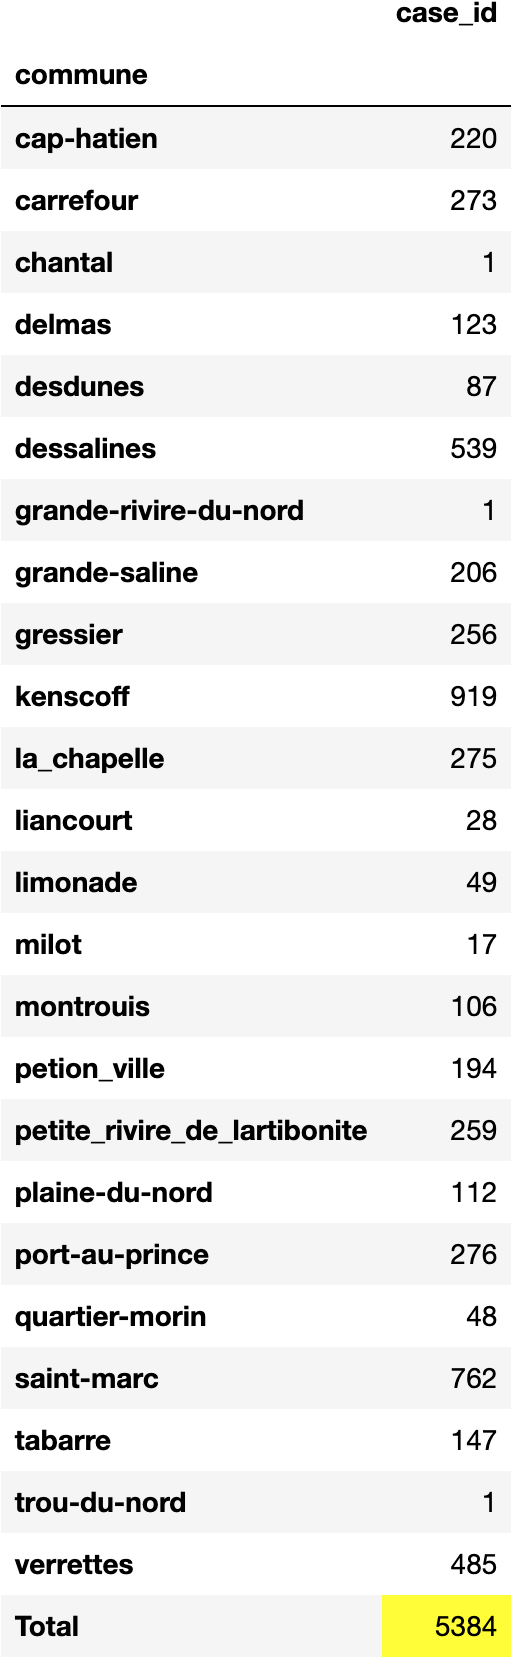 case_id
commune
cap-hatien 220
carrefour 273
chantal 1
delmas 123
desdunes 87
dessalines 539
grande-rivire-du-nord 1
grande-saline 206
gressier 256
kenscoff 919
la_chapelle 275
liancourt 28
limonade 49
milot 17
montrouis 106
petion_ville 194
petite_rivire_de_lartibonite 259
plaine-du-nord 112
port-au-prince 276
quartier-morin 48
saint-marc 762
tabarre 147
trou-du-nord 1
verrettes 485
Total 5384